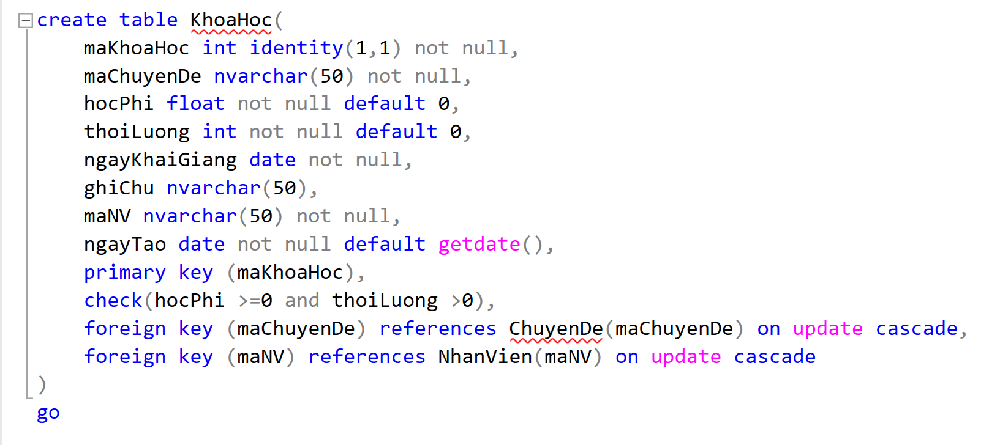 create table KhoaHoc(
maKhoaHoc int identity(1,1) not null,
maChuyenDe nvarchar(50) not null,
hocPhi float not null default 0,
thoiLuong int not null default 0,
ngayKhaiGiang date not null,
ghiChu nvarchar(50),
maNV nvarchar(50) not null,
ngayTao date not null default getdate(),
primary key (maKhoaHoc),
check(hocPhi >=0 and thoiLuong >0),
foreign key (maChuyenDe) references ChuyenDe(maChuyenDe) on update cascade,
foreign key (maNV) references NhanVien(maNV) on update cascade
)
go